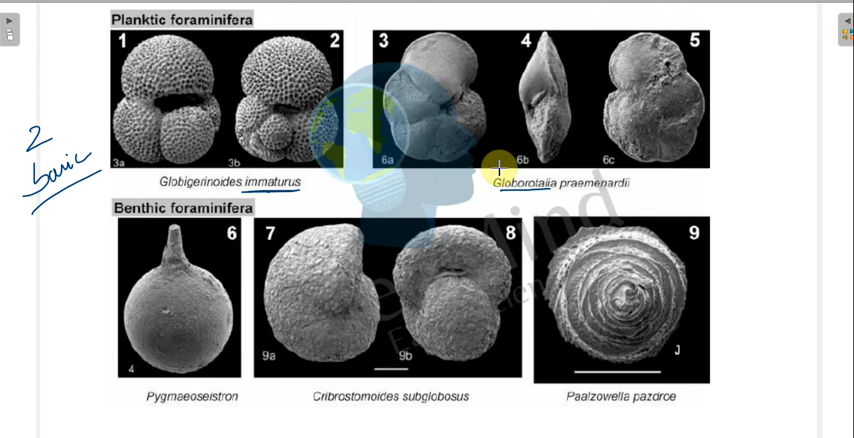 Planktic foraminifera
1 2 3 4 5
3a 3b 6a 6b 6c
Globigerinoides immaturus
Globorotalia praemenardii
2
basic
Benthic foraminifera
6 7 8 9
4 9a 9b J
Pygmaeoseistron
Cribrostomoides subglobosus
Paalzowella pazdroe